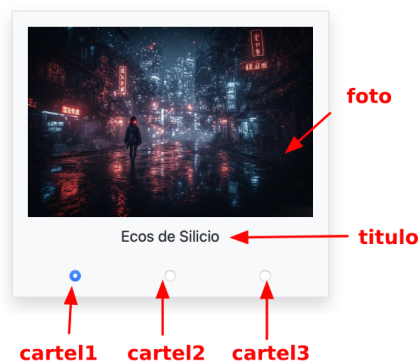 foto
Ecos de Silicio
titulo
cartel1
cartel2
cartel3